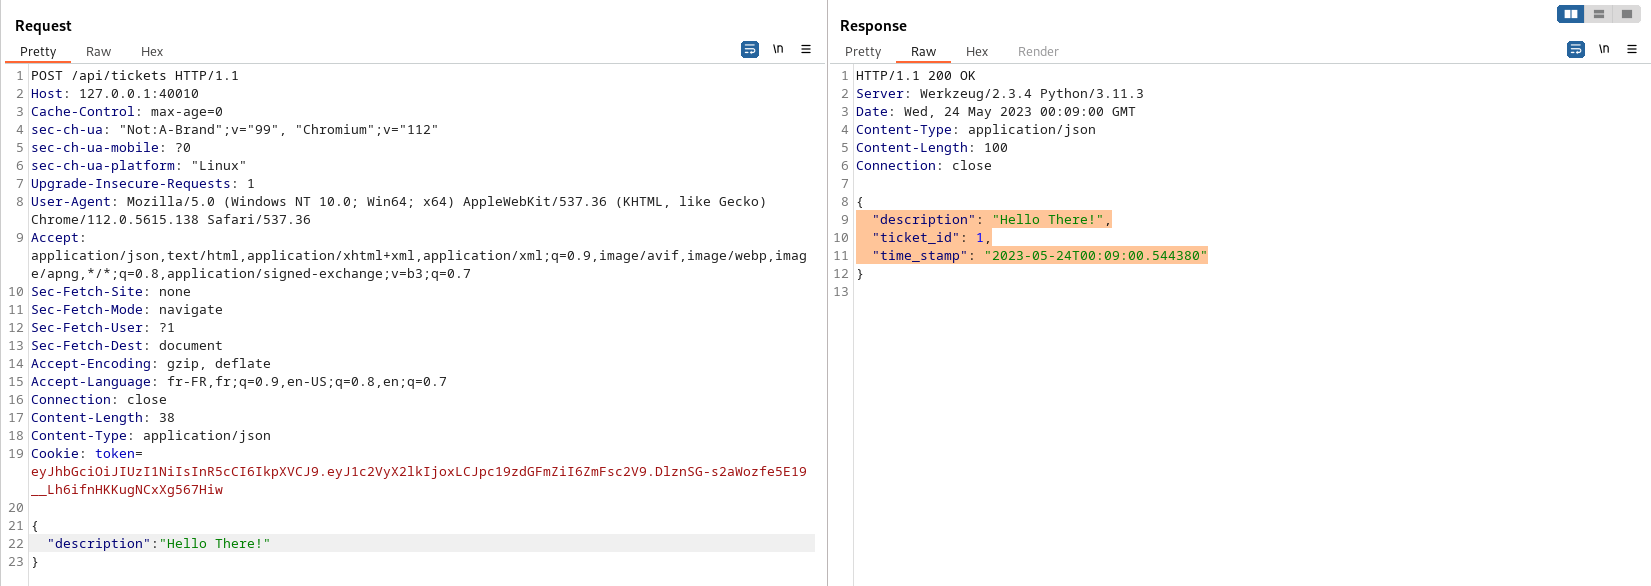 Request
Pretty Raw Hex \n
1 POST /api/tickets HTTP/1.1
2 Host: 127.0.0.1:40010
3 Cache-Control: max-age=0
4 sec-ch-ua: "Not:A-Brand";v="99", "Chromium";v="112"
5 sec-ch-ua-mobile: ?0
6 sec-ch-ua-platform: "Linux"
7 Upgrade-Insecure-Requests: 1
8 User-Agent: Mozilla/5.0 (Windows NT 10.0; Win64; x64) AppleWebKit/537.36 (KHTML, like Gecko)
Chrome/112.0.5615.138 Safari/537.36
9 Accept:
application/json,text/html,application/xhtml+xml,application/xml;q=0.9,image/avif,image/webp,imag
e/apng,*/*;q=0.8,application/signed-exchange;v=b3;q=0.7
10 Sec-Fetch-Site: none
11 Sec-Fetch-Mode: navigate
12 Sec-Fetch-User: ?1
13 Sec-Fetch-Dest: document
14 Accept-Encoding: gzip, deflate
15 Accept-Language: fr-FR,fr;q=0.9,en-US;q=0.8,en;q=0.7
16 Connection: close
17 Content-Length: 38
18 Content-Type: application/json
19 Cookie: token=
eyJhbGciOiJIUzI1NiIsInR5cCI6IkpXVCJ9.eyJ1c2VyX2lkIjoxLCJpc19zdGFmZiI6ZmFsc2V9.DlznSG-s2aWozfe5E19
__Lh6ifnHKKugNCxXg567Hiw
20
21 {
22 "description":"Hello There!"
23 }
Response
Pretty Raw Hex Render \n
1 HTTP/1.1 200 OK
2 Server: Werkzeug/2.3.4 Python/3.11.3
3 Date: Wed, 24 May 2023 00:09:00 GMT
4 Content-Type: application/json
5 Content-Length: 100
6 Connection: close
7
8 {
9 "description": "Hello There!",
10 "ticket_id": 1,
11 "time_stamp": "2023-05-24T00:09:00.544380"
12 }
13